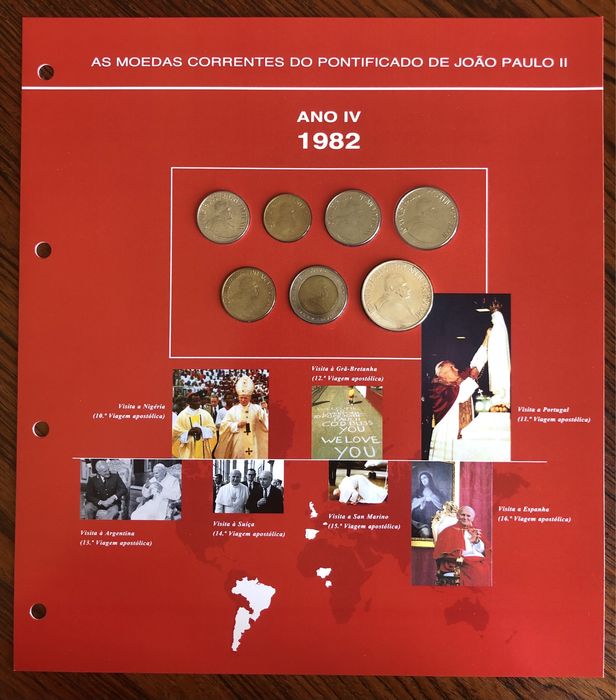 AS MOEDAS CORRENTES DO PONTIFICADO DE JOÃO PAULO II
ANO IV
1982
Visita à Grã-Bretanha
(12.ª Viagem apostólica)
Visita a Nigéria
(10.ª Viagem apostólica)
Visita a Portugal
(11.ª Viagem apostólica)
GOD BLESS
YOU
WE LOVE
YOU
Visita à Argentina
(13.ª Viagem apostólica)
Visita à Suíça
(14.ª Viagem apostólica)
Visita a San Marino
(15.ª Viagem apostólica)
Visita a Espanha
(16.ª Viagem apostólica)